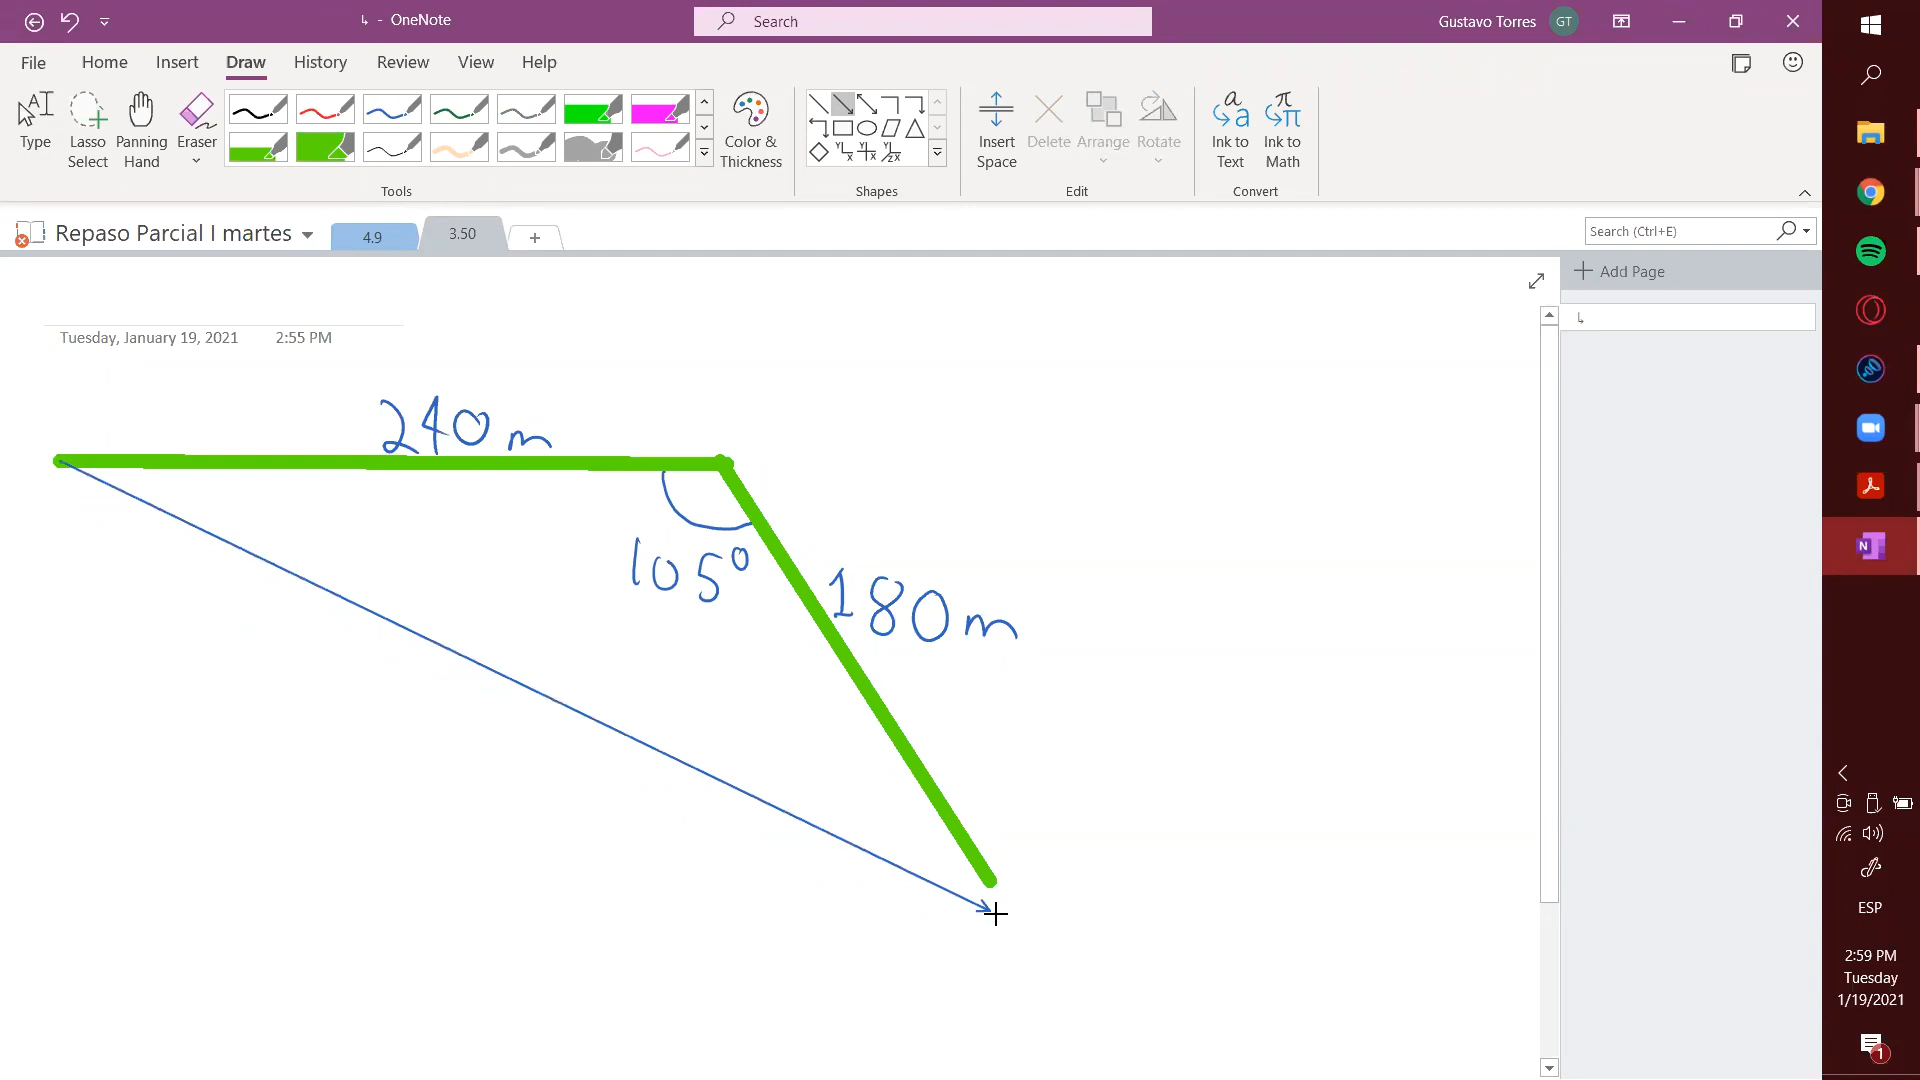 ↳ - OneNote
Search
Gustavo Torres GT
File Home Insert Draw History Review View Help
Type
Lasso Select
Panning Hand
Eraser
Color & Thickness
Insert Space
Delete Arrange Rotate
Ink to Text
Ink to Math
Tools Shapes Edit Convert
Repaso Parcial I martes 4.9 3.50 +
Search (Ctrl+E)
Add Page
↳
Tuesday, January 19, 2021 2:55 PM
240 m
105°
180 m
ESP
2:59 PM
Tuesday
1/19/2021
1